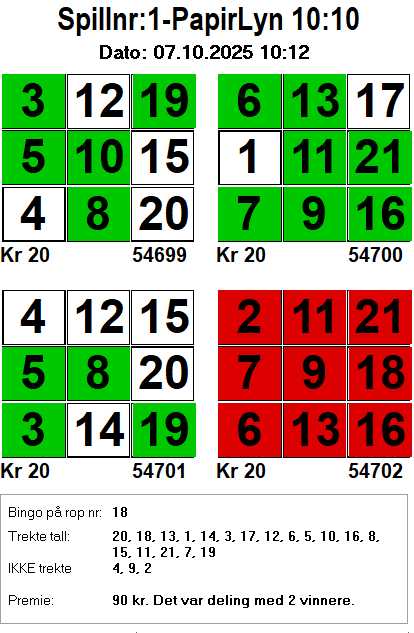 Spillnr:1-PapirLyn 10:10
Dato: 07.10.2025 10:12
3 12 19 6 13 17
5 10 15 1 11 21
4 8 20 7 9 16
Kr 20 54699 Kr 20 54700
4 12 15 2 11 21
5 8 20 7 9 18
3 14 19 6 13 16
Kr 20 54701 Kr 20 54702
Bingo på rop nr: 18
Trekte tall: 20, 18, 13, 1, 14, 3, 17, 12, 6, 5, 10, 16, 8,
15, 11, 21, 7, 19
IKKE trekte 4, 9, 2
Premie: 90 kr. Det var deling med 2 vinnere.